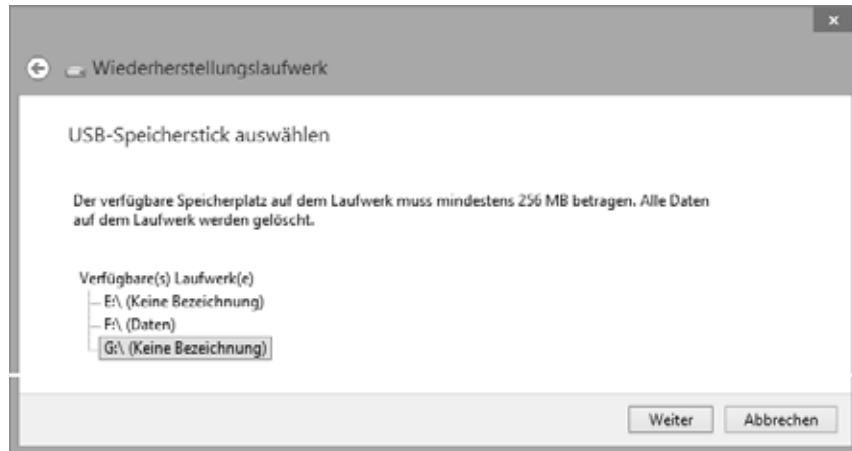 Wiederherstellungslaufwerk
USB-Speicherstick auswählen
Der verfügbare Speicherplatz auf dem Laufwerk muss mindestens 256 MB betragen. Alle Daten
auf dem Laufwerk werden gelöscht.
Verfügbare(s) Laufwerk(e)
E:\ (Keine Bezeichnung)
F:\ (Daten)
G:\ (Keine Bezeichnung)
Weiter Abbrechen